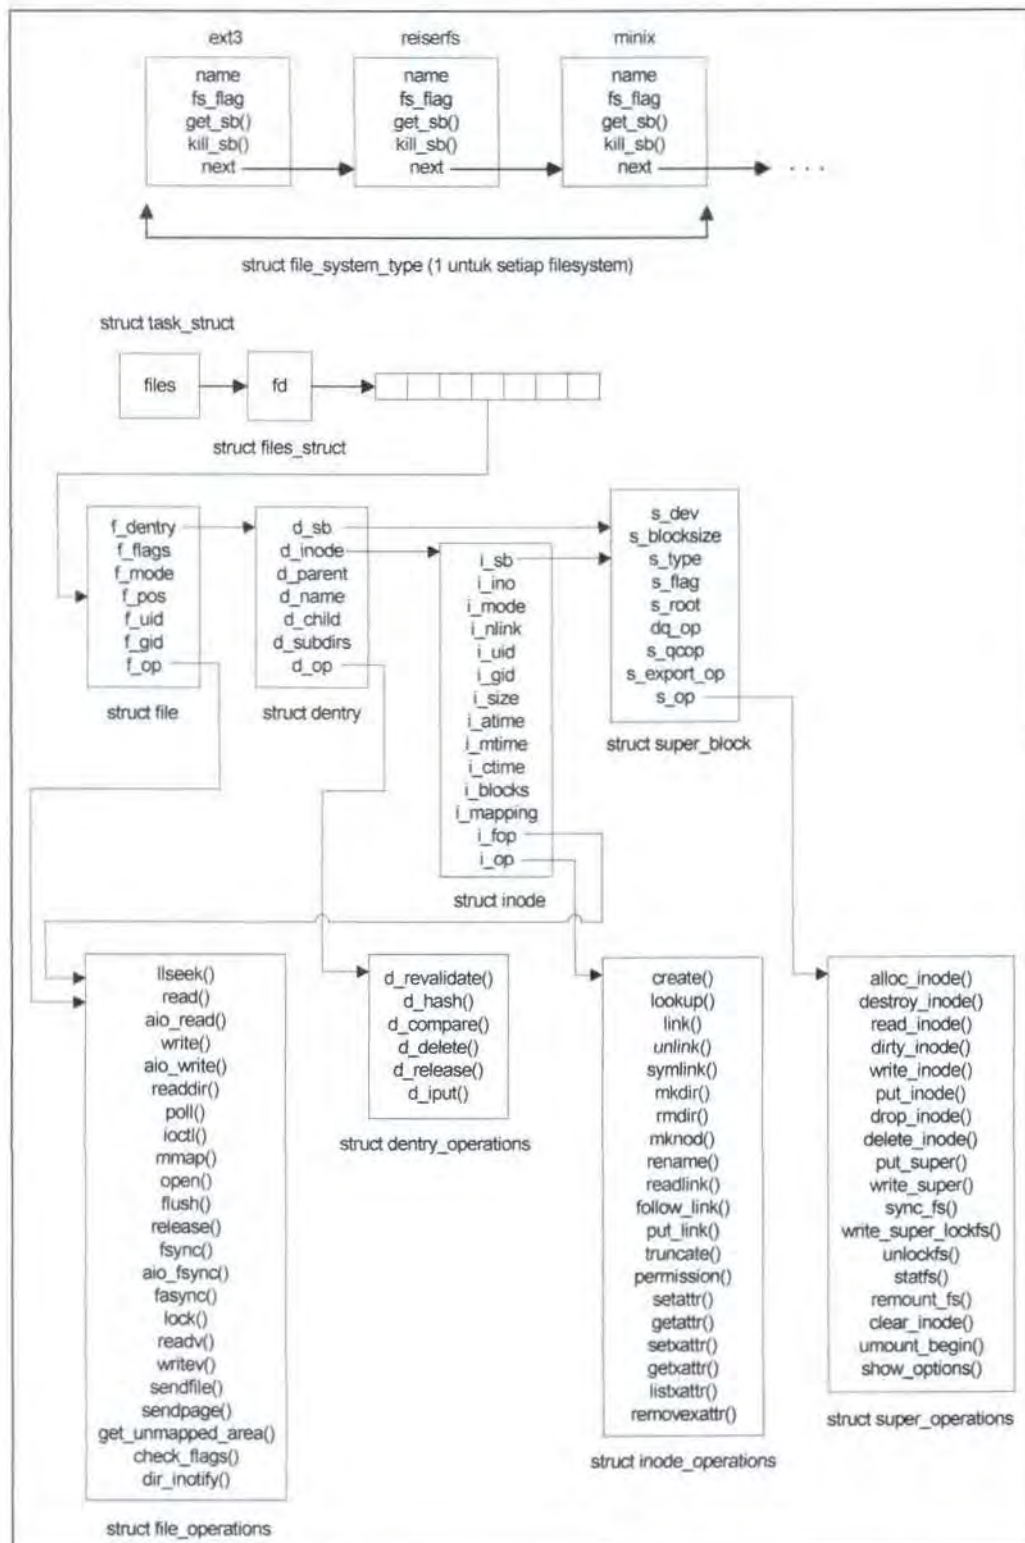 ext3
reiserfs
minix
name
fs_flag
get_sb()
kill_sb()
next
name
fs_flag
get_sb()
kill_sb()
next
name
fs_flag
get_sb()
kill_sb()
next
. . .
struct file_system_type (1 untuk setiap filesystem)
struct task_struct
files
fd
struct files_struct
f_dentry
f_flags
f_mode
f_pos
f_uid
f_gid
f_op
struct file
d_sb
d_inode
d_parent
d_name
d_child
d_subdirs
d_op
struct dentry
i_sb
i_ino
i_mode
i_nlink
i_uid
i_gid
i_size
i_atime
i_mtime
i_ctime
i_blocks
i_mapping
i_fop
i_op
struct inode
s_dev
s_blocksize
s_type
s_flag
s_root
dq_op
s_qcop
s_export_op
s_op
struct super_block
llseek()
read()
aio_read()
write()
aio_write()
readdir()
poll()
ioctl()
mmap()
open()
flush()
release()
fsync()
aio_fsync()
fasync()
lock()
readv()
writev()
sendfile()
sendpage()
get_unmapped_area()
check_flags()
dir_inotify()
struct file_operations
d_revalidate()
d_hash()
d_compare()
d_delete()
d_release()
d_iput()
struct dentry_operations
create()
lookup()
link()
unlink()
symlink()
mkdir()
rmdir()
mknod()
rename()
readlink()
follow_link()
put_link()
truncate()
permission()
setattr()
getattr()
setxattr()
getxattr()
listxattr()
removexattr()
struct inode_operations
alloc_inode()
destroy_inode()
read_inode()
dirty_inode()
write_inode()
put_inode()
drop_inode()
delete_inode()
put_super()
write_super()
sync_fs()
write_super_lockfs()
unlockfs()
statfs()
remount_fs()
clear_inode()
umount_begin()
show_options()
struct super_operations